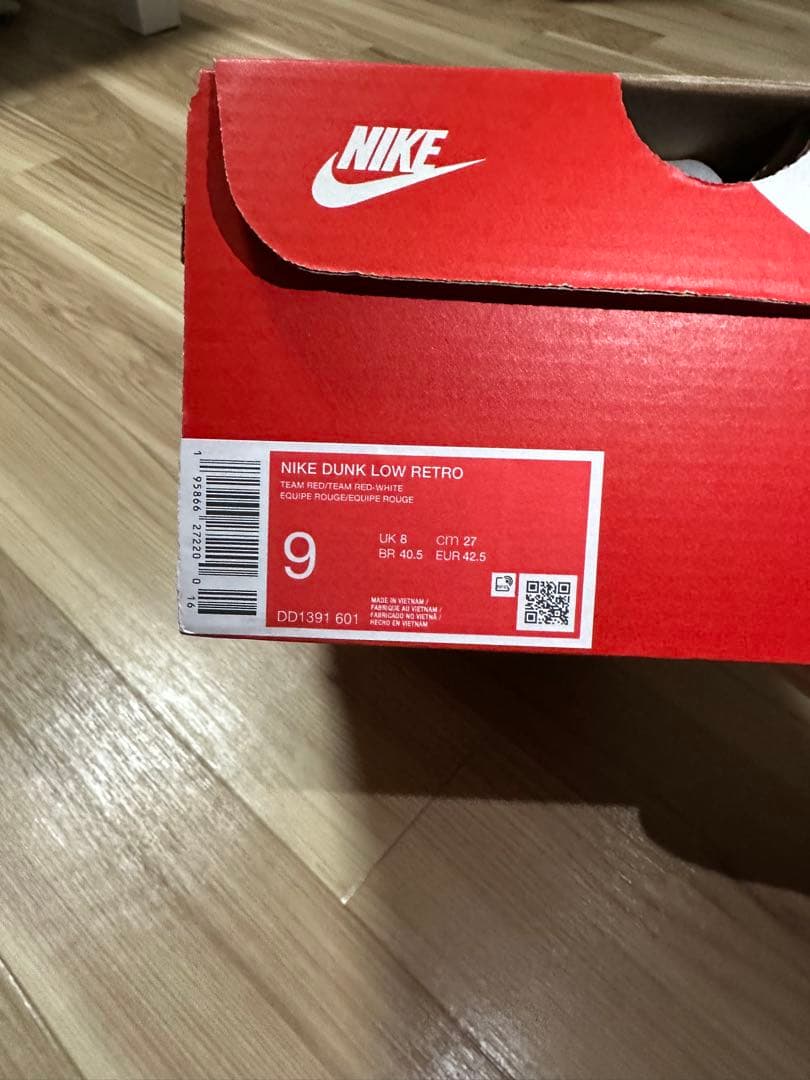 NIKE
NIKE DUNK LOW RETRO
TEAM RED/TEAM RED-WHITE
EQUIPE ROUGE/EQUIPE ROUGE
9
UK 8 cm 27
BR 40.5 EUR 42.5
DD1391 601
MADE IN VIETNAM /
FABRIQUE AU VIETNAM /
FABRICADO NO VIETNÃ /
HECHO EN VIETNAM
1 95866 27220 0 16